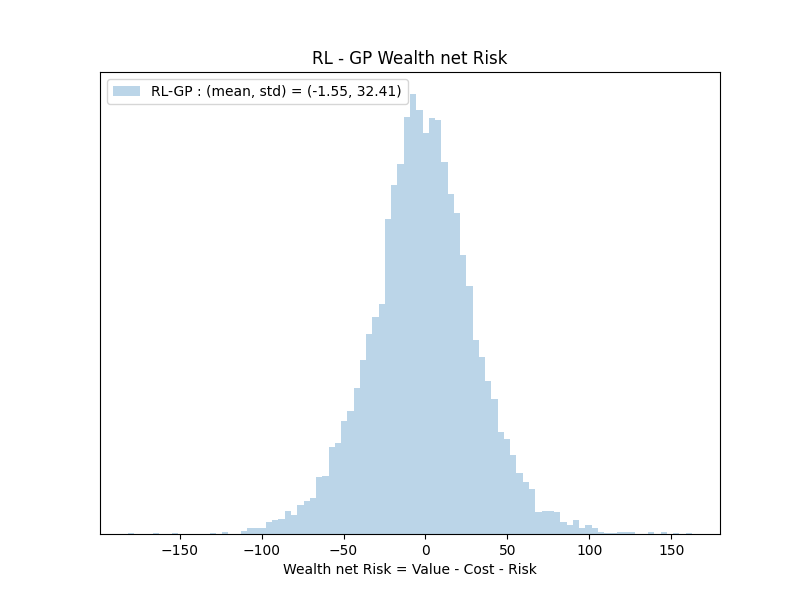 RL - GP Wealth net Risk
RL-GP : (mean, std) = (-1.55, 32.41)
−150 −100 −50 0 50 100 150
Wealth net Risk = Value - Cost - Risk